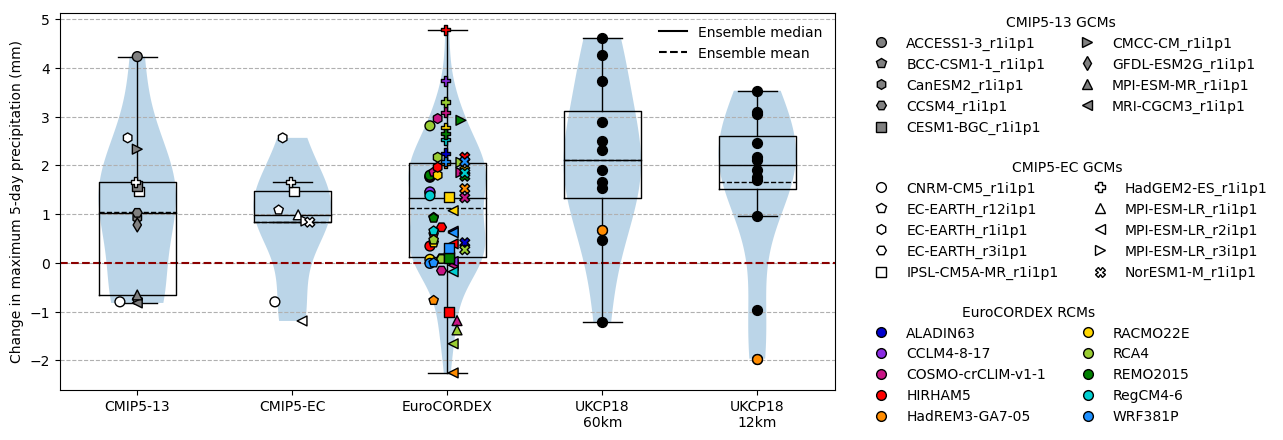 Change in maximum 5-day precipitation (mm)
5
4
3
2
1
0
−1
−2
Ensemble median
Ensemble mean
CMIP5-13
CMIP5-EC
EuroCORDEX
UKCP18
60km
UKCP18
12km
CMIP5-13 GCMs
ACCESS1-3_r1i1p1
BCC-CSM1-1_r1i1p1
CanESM2_r1i1p1
CCSM4_r1i1p1
CESM1-BGC_r1i1p1
CMCC-CM_r1i1p1
GFDL-ESM2G_r1i1p1
MPI-ESM-MR_r1i1p1
MRI-CGCM3_r1i1p1
CMIP5-EC GCMs
CNRM-CM5_r1i1p1
EC-EARTH_r12i1p1
EC-EARTH_r1i1p1
EC-EARTH_r3i1p1
IPSL-CM5A-MR_r1i1p1
HadGEM2-ES_r1i1p1
MPI-ESM-LR_r1i1p1
MPI-ESM-LR_r2i1p1
MPI-ESM-LR_r3i1p1
NorESM1-M_r1i1p1
EuroCORDEX RCMs
ALADIN63
CCLM4-8-17
COSMO-crCLIM-v1-1
HIRHAM5
HadREM3-GA7-05
RACMO22E
RCA4
REMO2015
RegCM4-6
WRF381P